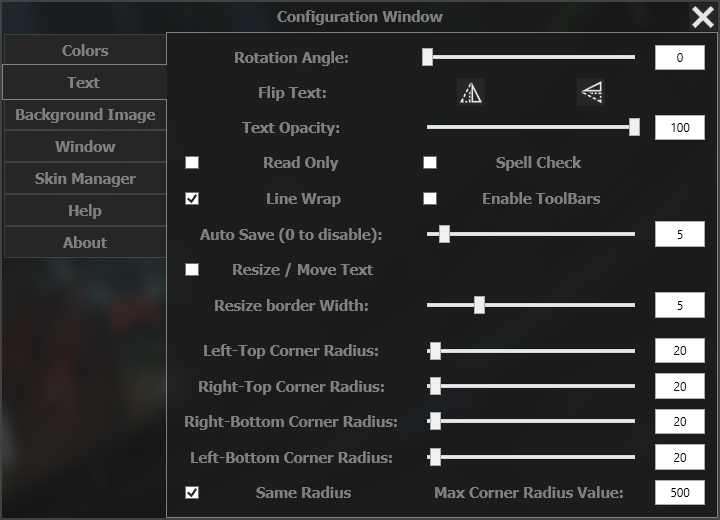 Configuration Window
Colors
Text
Background Image
Window
Skin Manager
Help
About
Rotation Angle: 0
Flip Text:
Text Opacity: 100
Read Only Spell Check
Line Wrap Enable ToolBars
Auto Save (0 to disable): 5
Resize / Move Text
Resize border Width: 5
Left-Top Corner Radius: 20
Right-Top Corner Radius: 20
Right-Bottom Corner Radius: 20
Left-Bottom Corner Radius: 20
Same Radius Max Corner Radius Value: 500